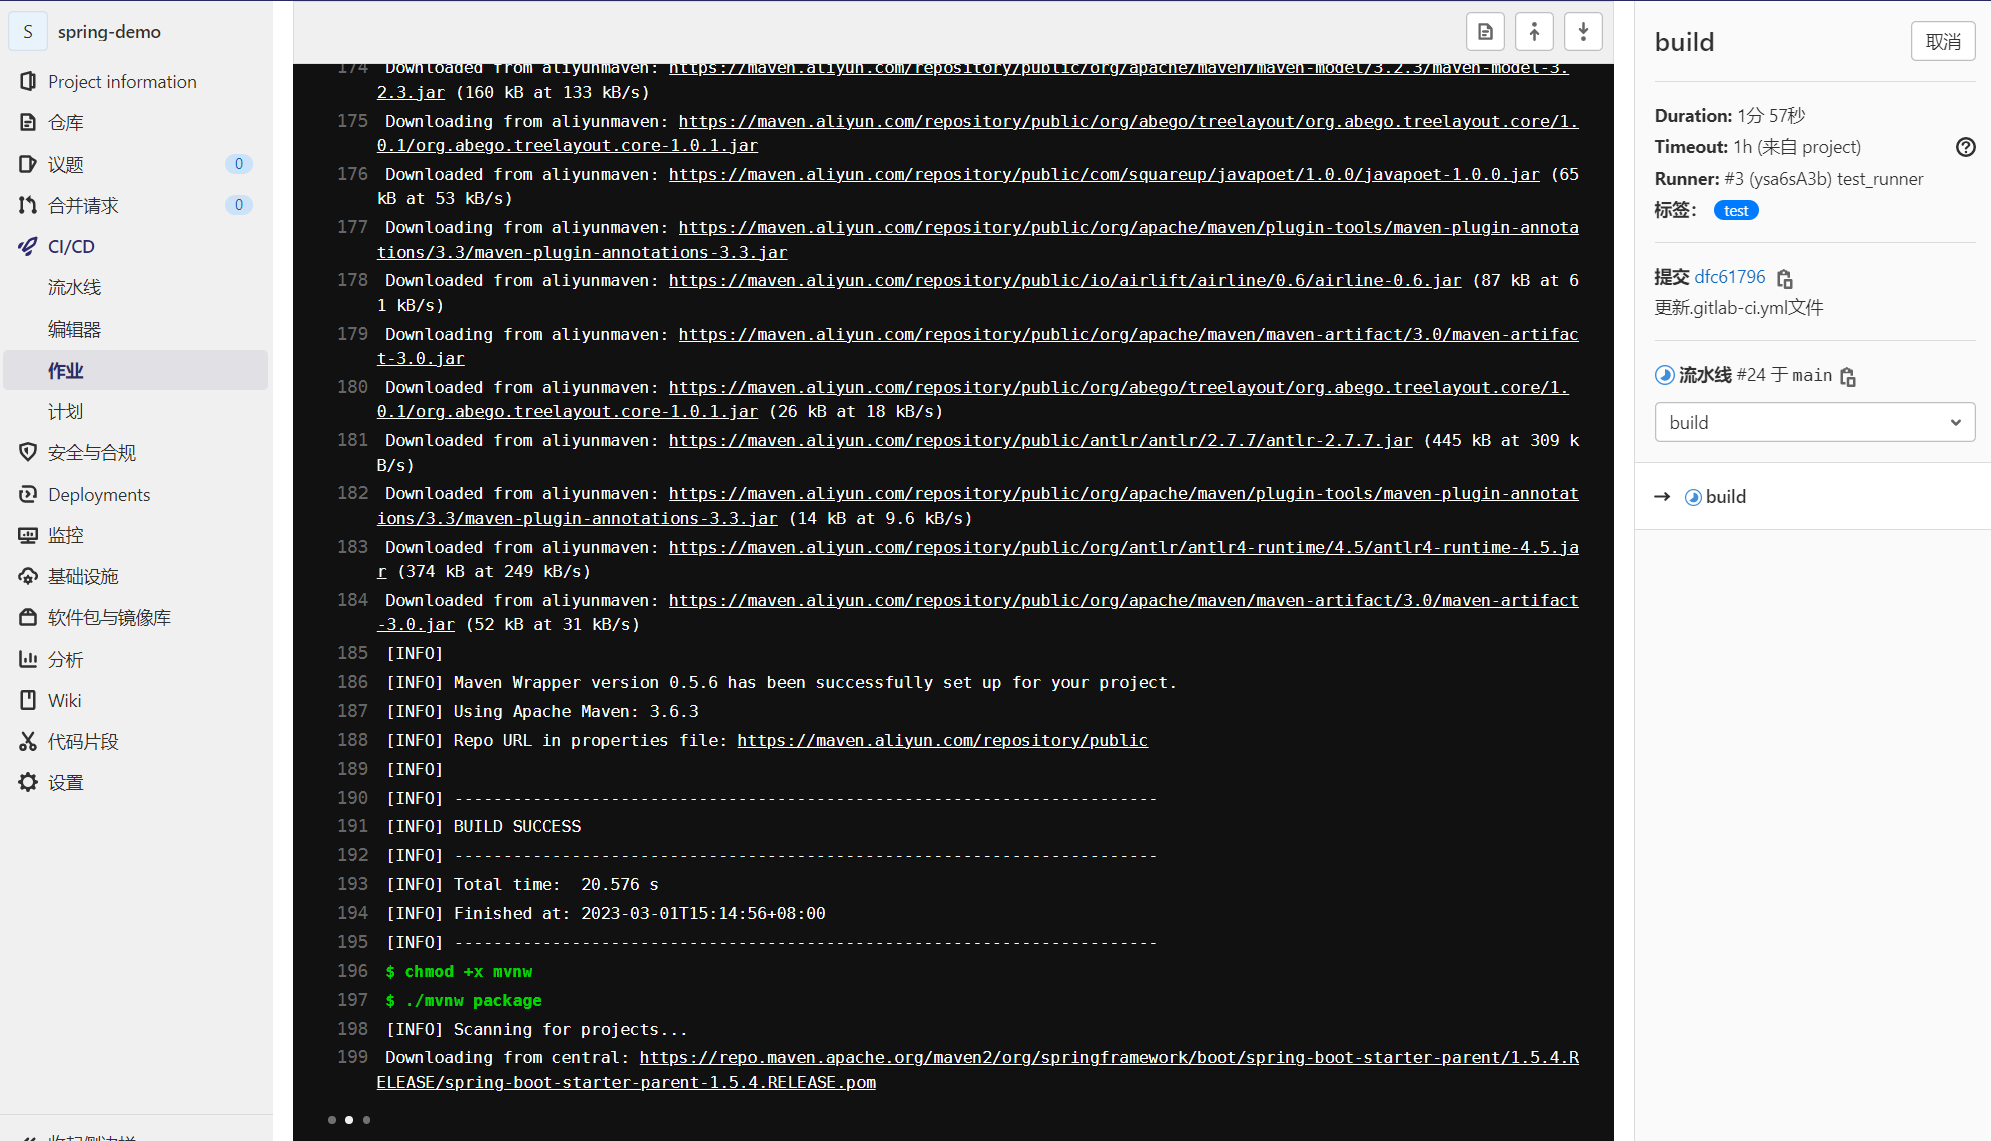 S spring-demo
Project information
仓库
议题 0
合并请求 0
CI/CD
流水线
编辑器
作业
计划
安全与合规
Deployments
监控
基础设施
软件包与镜像库
分析
Wiki
代码片段
设置
收起侧边栏
174 Downloaded from aliyunmaven: https://maven.aliyun.com/repository/public/org/apache/maven/maven-model/3.2.3/maven-model-3.
2.3.jar (160 kB at 133 kB/s)
175 Downloading from aliyunmaven: https://maven.aliyun.com/repository/public/org/abego/treelayout/org.abego.treelayout.core/1.
0.1/org.abego.treelayout.core-1.0.1.jar
176 Downloaded from aliyunmaven: https://maven.aliyun.com/repository/public/com/squareup/javapoet/1.0.0/javapoet-1.0.0.jar (65
kB at 53 kB/s)
177 Downloading from aliyunmaven: https://maven.aliyun.com/repository/public/org/apache/maven/plugin-tools/maven-plugin-annota
tions/3.3/maven-plugin-annotations-3.3.jar
178 Downloaded from aliyunmaven: https://maven.aliyun.com/repository/public/io/airlift/airline/0.6/airline-0.6.jar (87 kB at 6
1 kB/s)
179 Downloading from aliyunmaven: https://maven.aliyun.com/repository/public/org/apache/maven/maven-artifact/3.0/maven-artifac
t-3.0.jar
180 Downloaded from aliyunmaven: https://maven.aliyun.com/repository/public/org/abego/treelayout/org.abego.treelayout.core/1.
0.1/org.abego.treelayout.core-1.0.1.jar (26 kB at 18 kB/s)
181 Downloaded from aliyunmaven: https://maven.aliyun.com/repository/public/antlr/antlr/2.7.7/antlr-2.7.7.jar (445 kB at 309 k
B/s)
182 Downloaded from aliyunmaven: https://maven.aliyun.com/repository/public/org/apache/maven/plugin-tools/maven-plugin-annotat
ions/3.3/maven-plugin-annotations-3.3.jar (14 kB at 9.6 kB/s)
183 Downloaded from aliyunmaven: https://maven.aliyun.com/repository/public/org/antlr/antlr4-runtime/4.5/antlr4-runtime-4.5.ja
r (374 kB at 249 kB/s)
184 Downloaded from aliyunmaven: https://maven.aliyun.com/repository/public/org/apache/maven/maven-artifact/3.0/maven-artifact
-3.0.jar (52 kB at 31 kB/s)
185 [INFO]
186 [INFO] Maven Wrapper version 0.5.6 has been successfully set up for your project.
187 [INFO] Using Apache Maven: 3.6.3
188 [INFO] Repo URL in properties file: https://maven.aliyun.com/repository/public
189 [INFO]
190 [INFO] ------------------------------------------------------------------------
191 [INFO] BUILD SUCCESS
192 [INFO] ------------------------------------------------------------------------
193 [INFO] Total time:  20.576 s
194 [INFO] Finished at: 2023-03-01T15:14:56+08:00
195 [INFO] ------------------------------------------------------------------------
196 $ chmod +x mvnw
197 $ ./mvnw package
198 [INFO] Scanning for projects...
199 Downloading from central: https://repo.maven.apache.org/maven2/org/springframework/boot/spring-boot-starter-parent/1.5.4.R
ELEASE/spring-boot-starter-parent-1.5.4.RELEASE.pom
build 取消
Duration: 1分 57秒
Timeout: 1h (来自 project)
Runner: #3 (ysa6sA3b) test_runner
标签： test
提交 dfc61796
更新.gitlab-ci.yml文件
流水线 #24 于 main
build
→ build